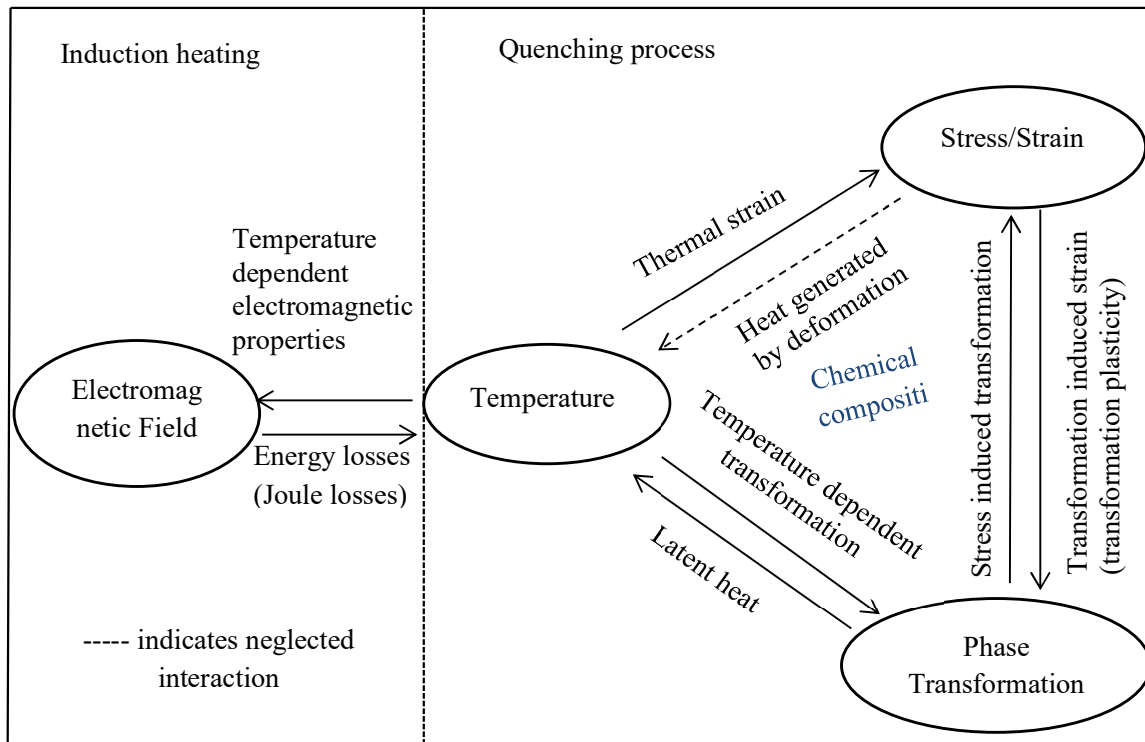 Induction heating
Quenching process
Stress/Strain
Thermal strain
Heat generated
by deformation
Temperature
dependent
electromagnetic
properties
Electromag
netic Field
Energy losses
(Joule losses)
Temperature
Chemical
compositi
Temperature dependent
transformation
Latent heat
Stress induced transformation
Transformation induced strain
(transformation plasticity)
Phase
Transformation
----- indicates neglected
interaction